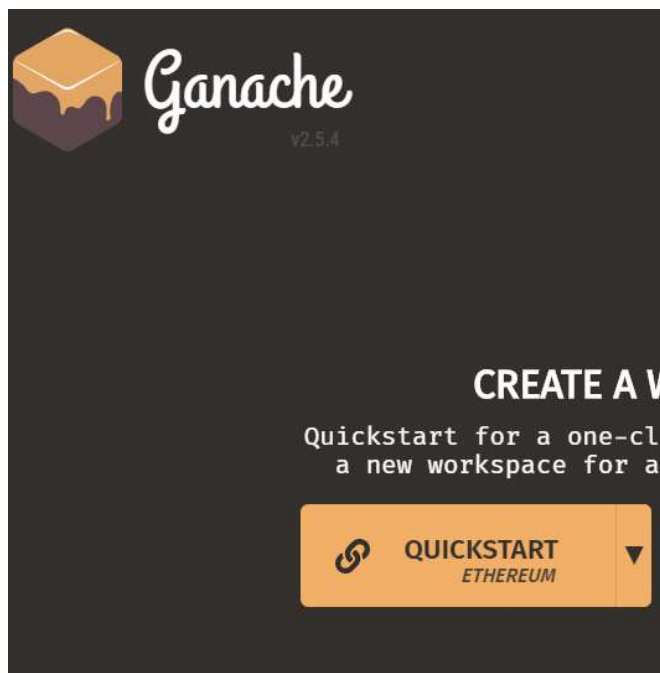 Ganache
v2.5.4
CREATE A W
Quickstart for a one-cl
a new workspace for a
QUICKSTART
ETHEREUM